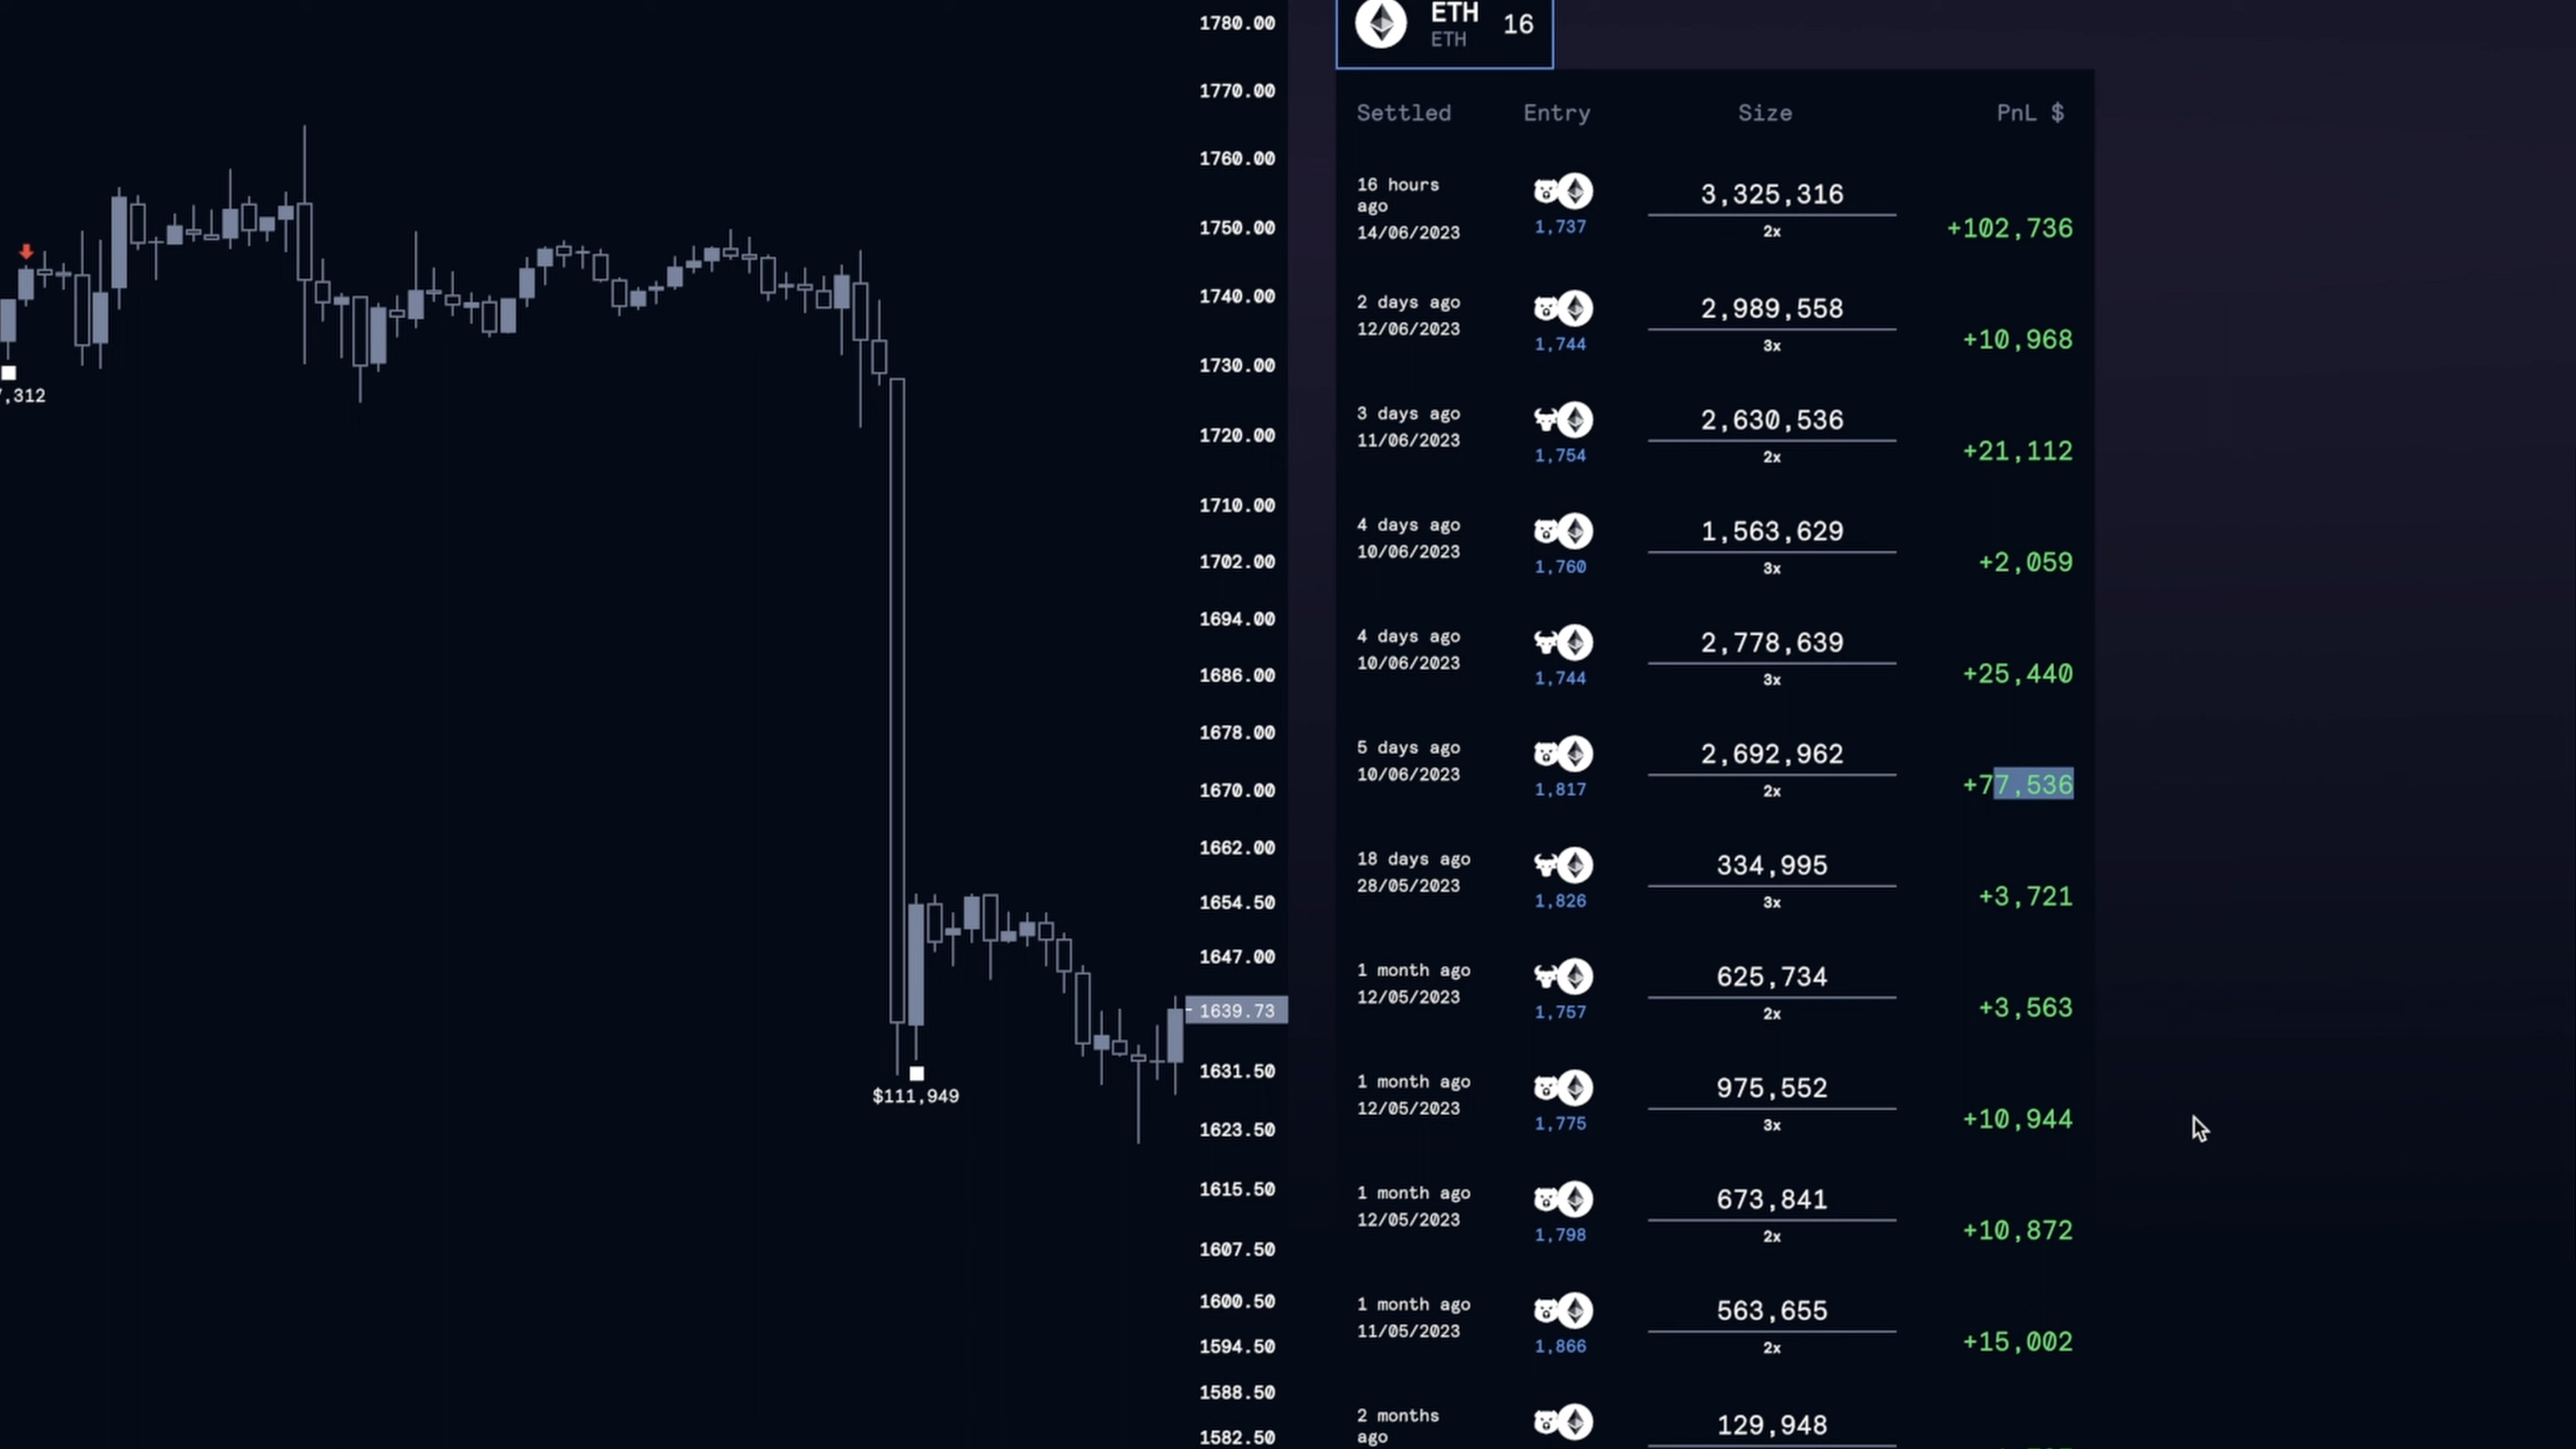 1780.00
1770.00
1760.00
1750.00
1740.00
1730.00
1720.00
1710.00
1702.00
1694.00
1686.00
1678.00
1670.00
1662.00
1654.50
1647.00
1639.73
1631.50
1623.50
1615.50
1607.50
1600.50
1594.50
1588.50
1582.50
7,312
$111,949
ETH 16
ETH
Settled Entry Size PnL $
16 hours
ago
14/06/2023
1,737
3,325,316
2x
+102,736
2 days ago
12/06/2023
1,744
2,989,558
3x
+10,968
3 days ago
11/06/2023
1,754
2,630,536
2x
+21,112
4 days ago
10/06/2023
1,760
1,563,629
3x
+2,059
4 days ago
10/06/2023
1,744
2,778,639
3x
+25,440
5 days ago
10/06/2023
1,817
2,692,962
2x
+77,536
18 days ago
28/05/2023
1,826
334,995
3x
+3,721
1 month ago
12/05/2023
1,757
625,734
2x
+3,563
1 month ago
12/05/2023
1,775
975,552
3x
+10,944
1 month ago
12/05/2023
1,798
673,841
2x
+10,872
1 month ago
11/05/2023
1,866
563,655
2x
+15,002
2 months
ago
129,948